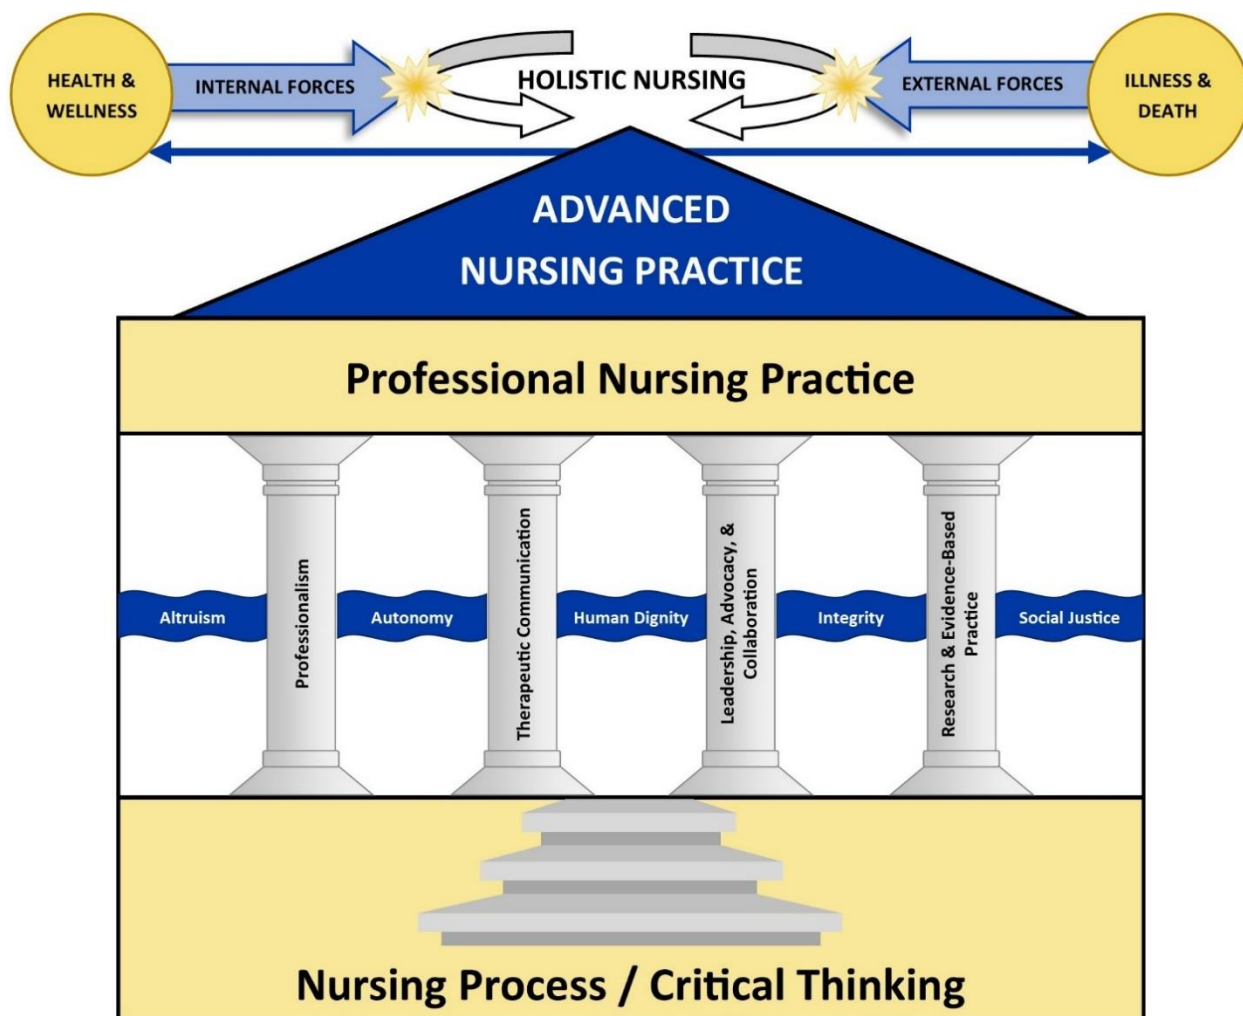 HEALTH &
WELLNESS
INTERNAL FORCES
HOLISTIC NURSING
EXTERNAL FORCES
ILLNESS &
DEATH
ADVANCED
NURSING PRACTICE
Professional Nursing Practice
Altruism
Professionalism
Autonomy
Therapeutic Communication
Human Dignity
Leadership, Advocacy, &
Collaboration
Integrity
Research & Evidence-Based
Practice
Social Justice
Nursing Process / Critical Thinking